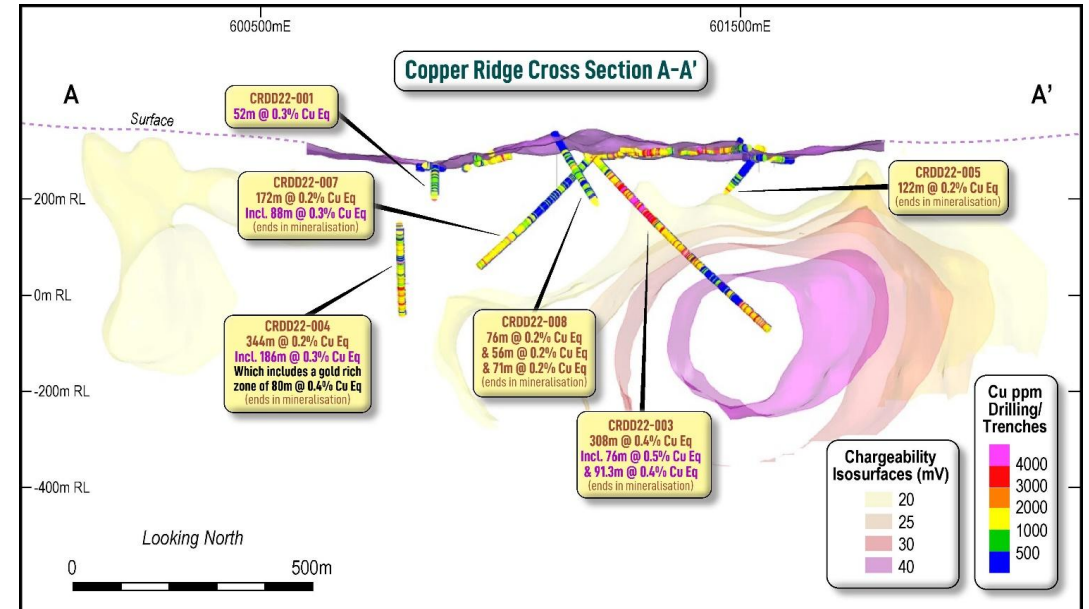 600500mE
601500mE
Copper Ridge Cross Section A-A'
A
A'
Surface
CRDD22-001
52m @ 0.3% Cu Eq
CRDD22-007
172m @ 0.2% Cu Eq
Incl. 88m @ 0.3% Cu Eq
(ends in mineralisation)
CRDD22-005
122m @ 0.2% Cu Eq
(ends in mineralisation)
200m RL
0m RL
-200m RL
-400m RL
CRDD22-004
344m @ 0.2% Cu Eq
Incl. 186m @ 0.3% Cu Eq
Which includes a gold rich
zone of 80m @ 0.4% Cu Eq
(ends in mineralisation)
CRDD22-008
76m @ 0.2% Cu Eq
& 56m @ 0.2% Cu Eq
& 71m @ 0.2% Cu Eq
(ends in mineralisation)
CRDD22-003
308m @ 0.4% Cu Eq
Incl. 76m @ 0.5% Cu Eq
& 91.3m @ 0.4% Cu Eq
(ends in mineralisation)
Chargeability
Isosurfaces (mV)
20
25
30
40
Cu ppm
Drilling/
Trenches
4000
3000
2000
1000
500
Looking North
0
500m